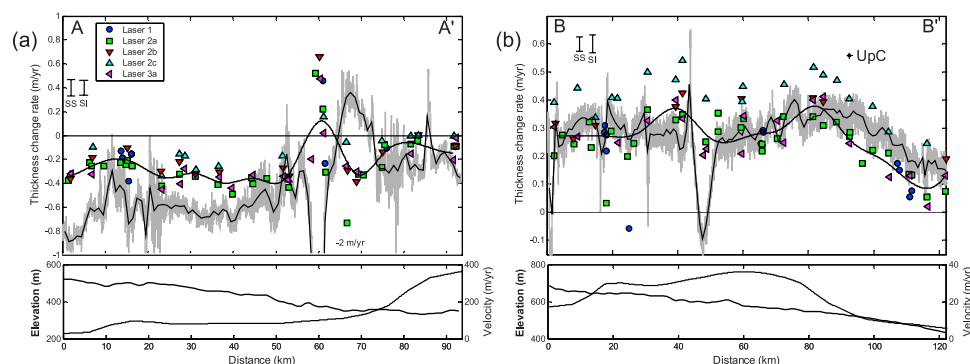 (a)
A
A'
Laser 1
Laser 2a
Laser 2b
Laser 2c
Laser 3a
SS SI
-2 m/yr
Thickness change rate (m/yr)
1
0.8
0.6
0.4
0.2
0
-0.2
-0.4
-0.6
-0.8
-1
Elevation (m)
600
400
200
Velocity (m/yr)
400
200
0
0 10 20 30 40 50 60 70 80 90
Distance (km)
(b)
B
B'
SS SI
UpC
Thickness change rate (m/yr)
0.6
0.5
0.4
0.3
0.2
0.1
0
-0.1
Elevation (m)
800
600
400
Velocity (m/yr)
40
20
0
0 20 40 60 80 100 120
Distance (km)